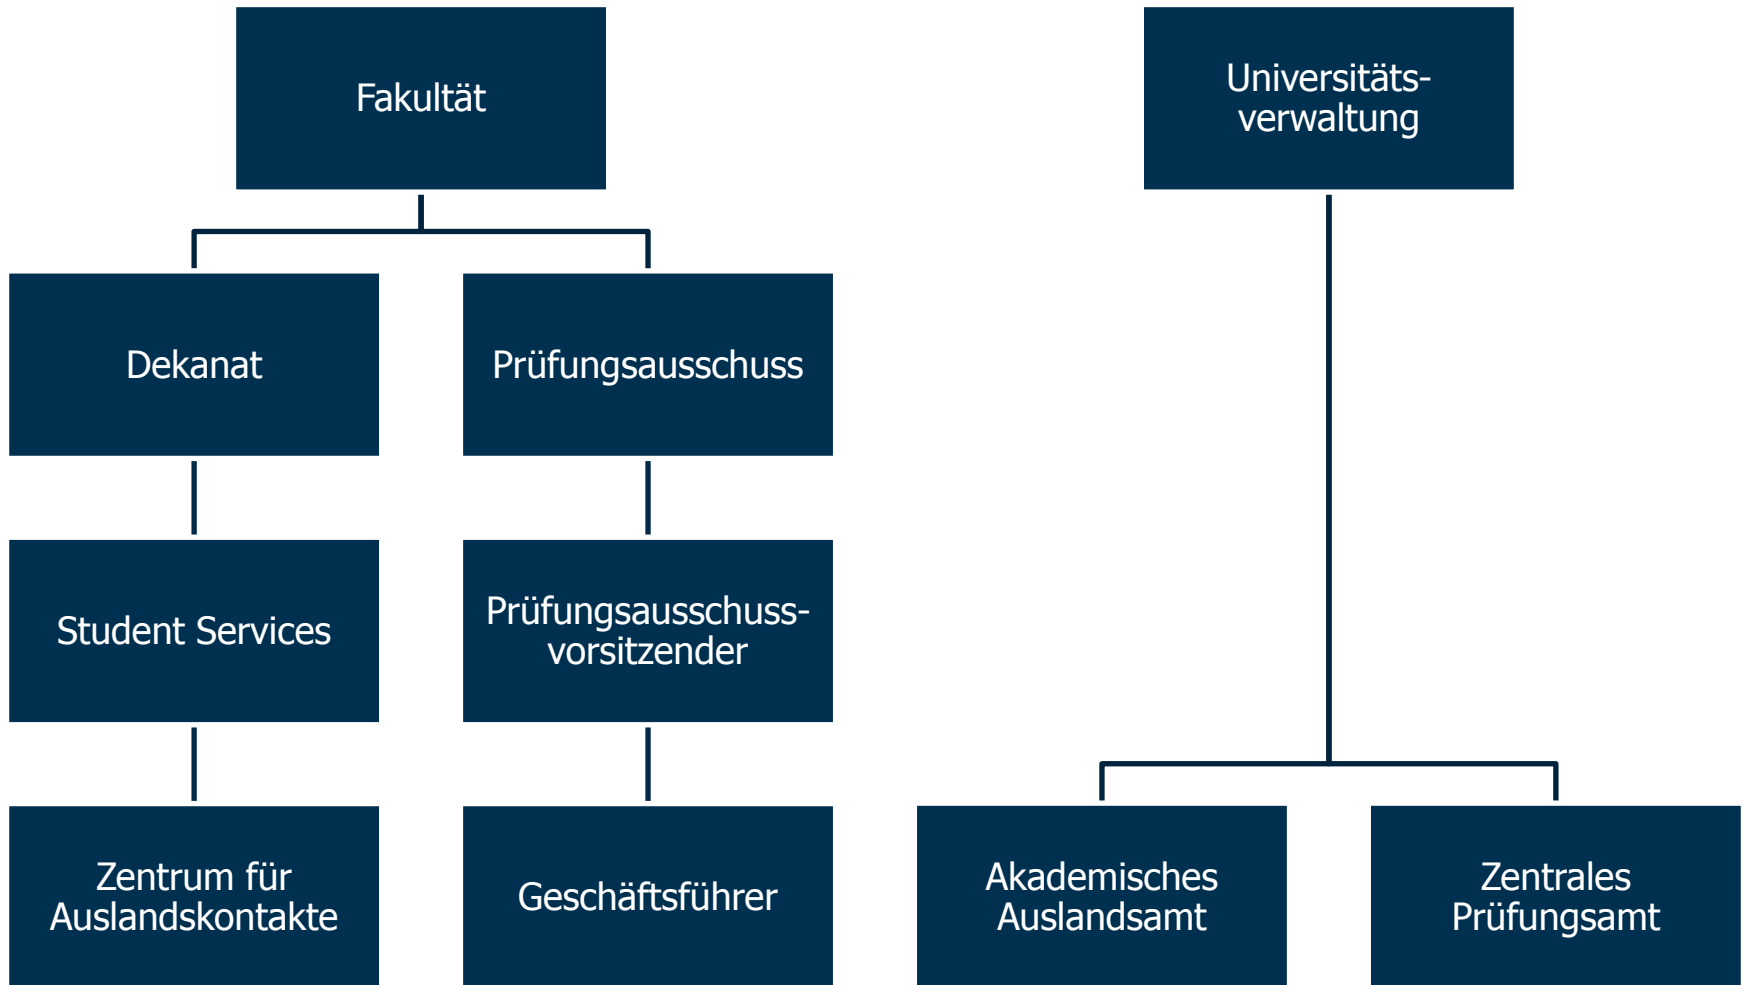 Fakultät
Universitäts-
verwaltung
Dekanat
Prüfungsausschuss
Student Services
Prüfungsausschuss-
vorsitzender
Zentrum für
Auslandskontakte
Geschäftsführer
Akademisches
Auslandsamt
Zentrales
Prüfungsamt